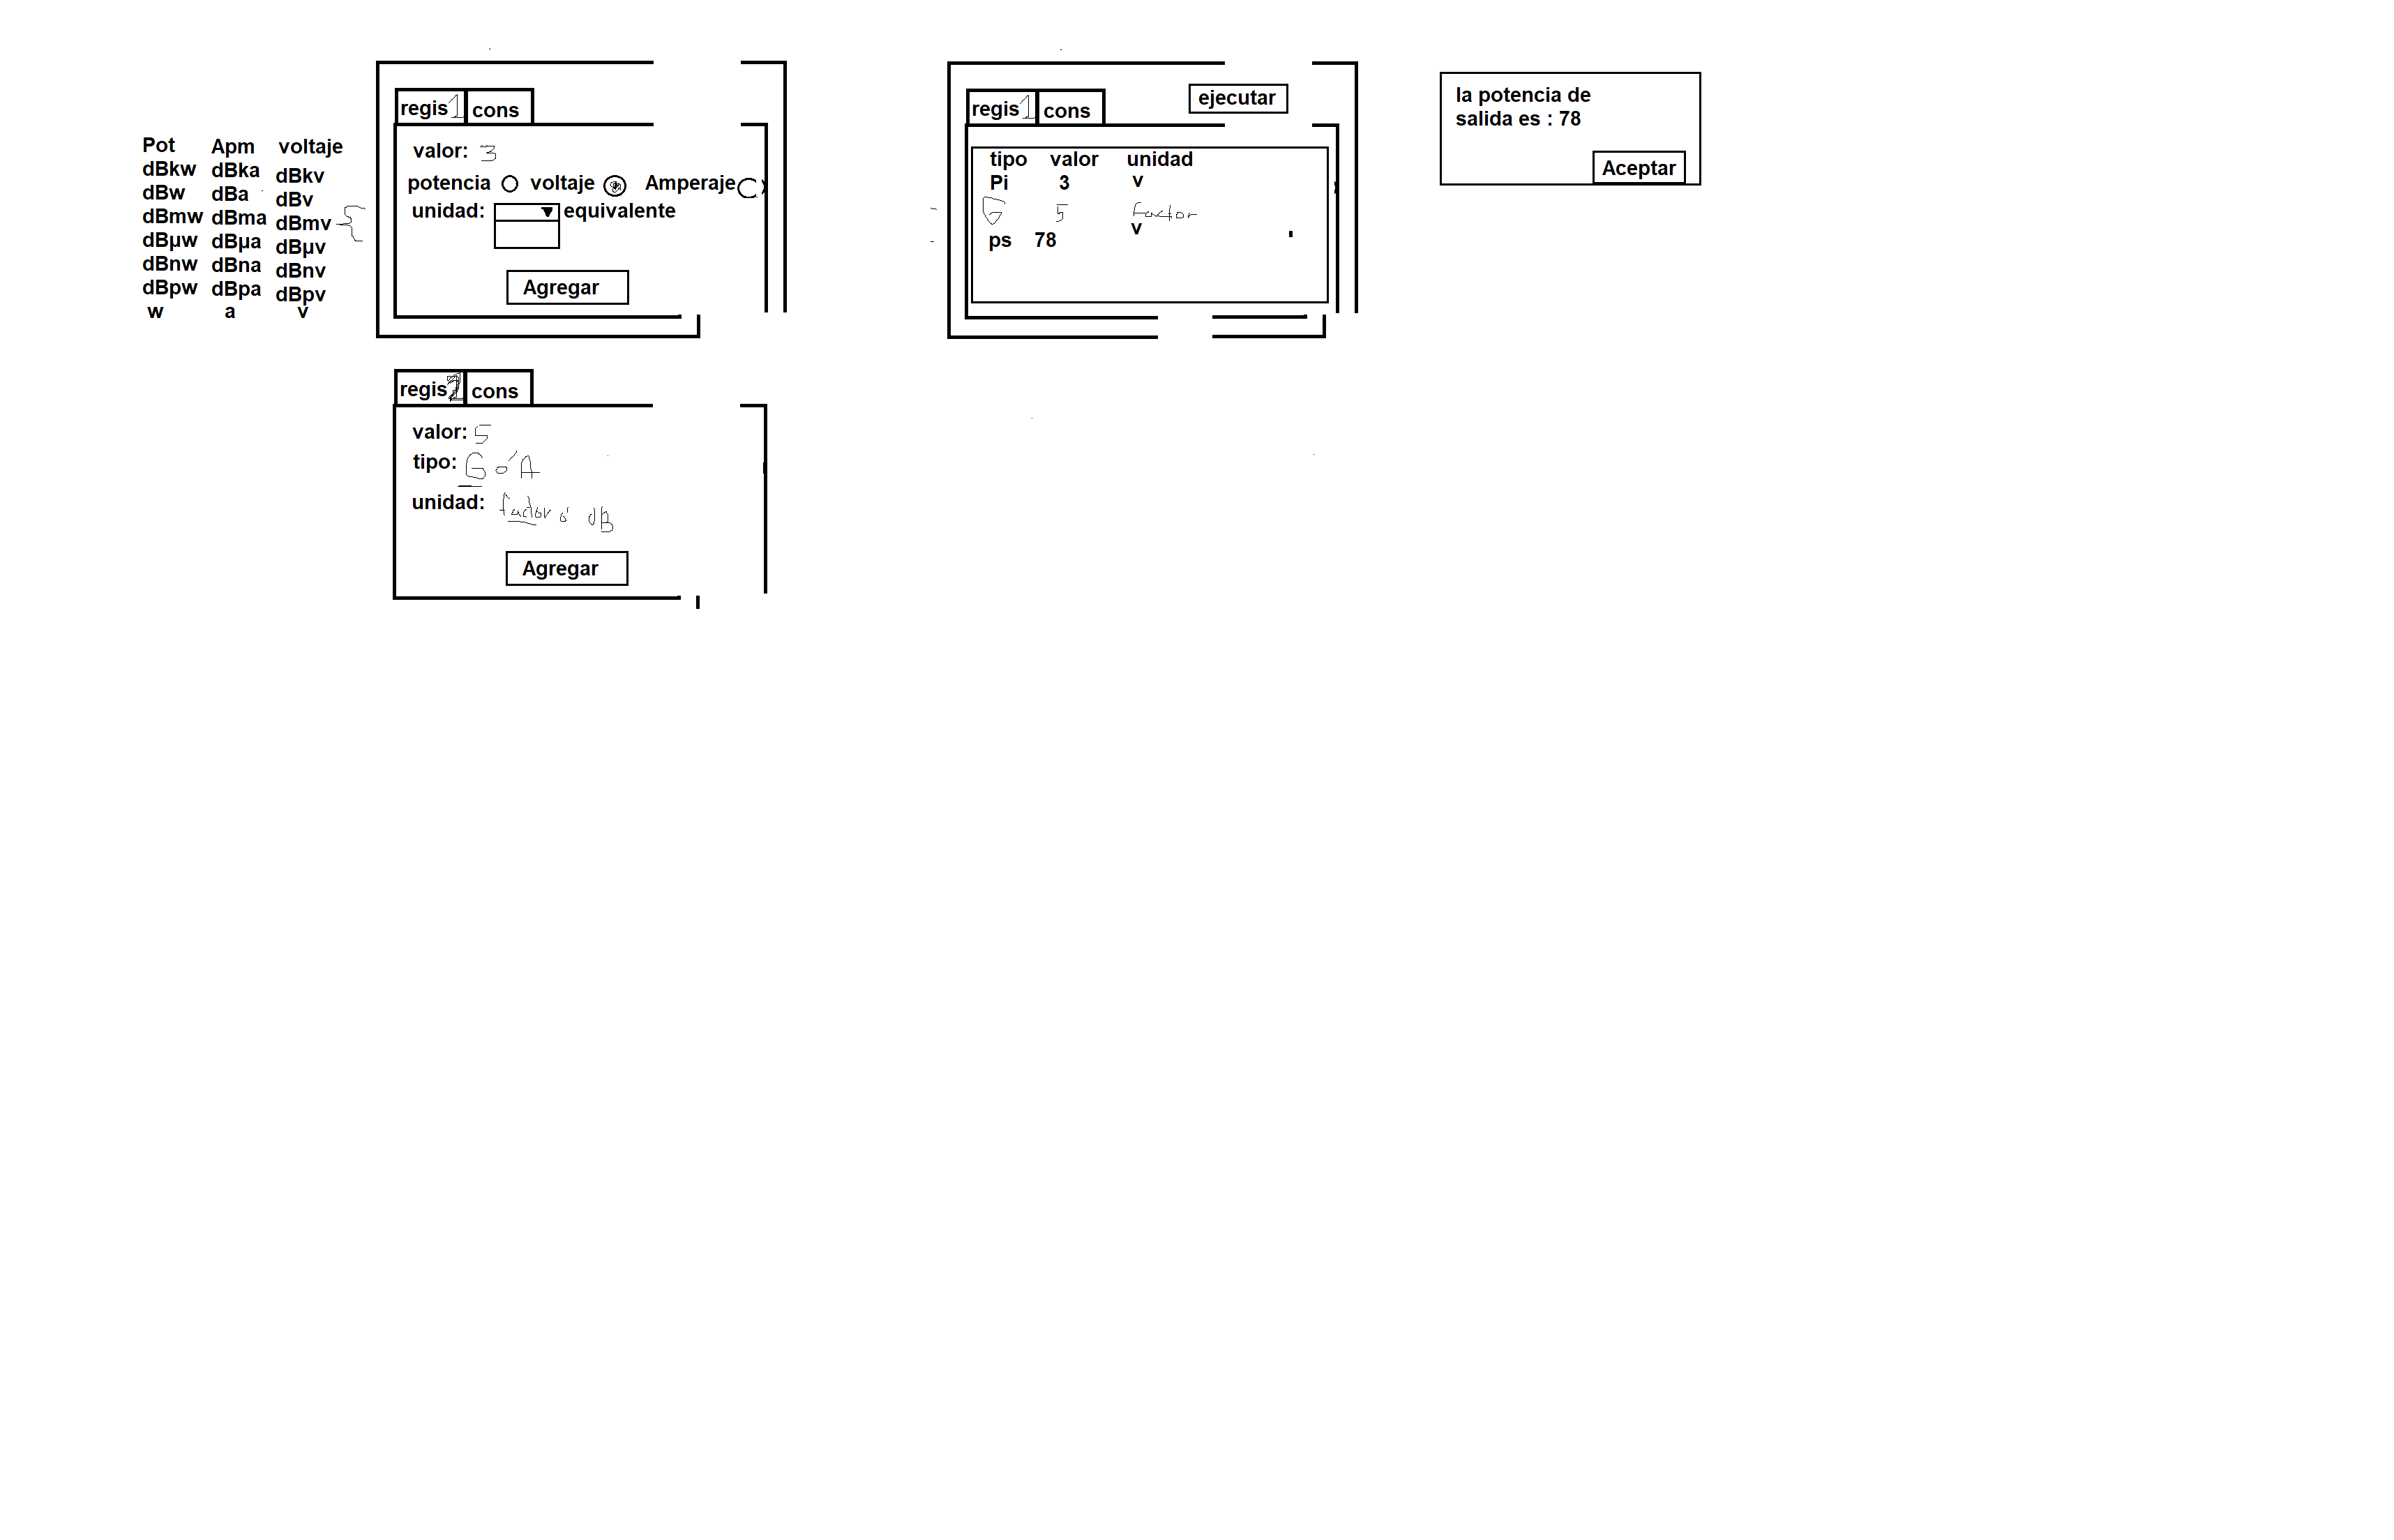 Pot Apm voltaje
dBkw dBka dBkv
dBw dBa dBv
dBmw dBma dBmv
dBµw dBµa dBµv
dBnw dBna dBnv
dBpw dBpa dBpv
w a v
regis1 cons
valor: 3
potencia voltaje Amperaje
unidad: equivalente
Agregar
regis1 cons
ejecutar
tipo valor unidad
Pi 3 v
G 5 factor
ps 78 v
la potencia de
salida es : 78
Aceptar
regis2 cons
valor: 5
tipo: G ó A
unidad: factor ó dB
Agregar